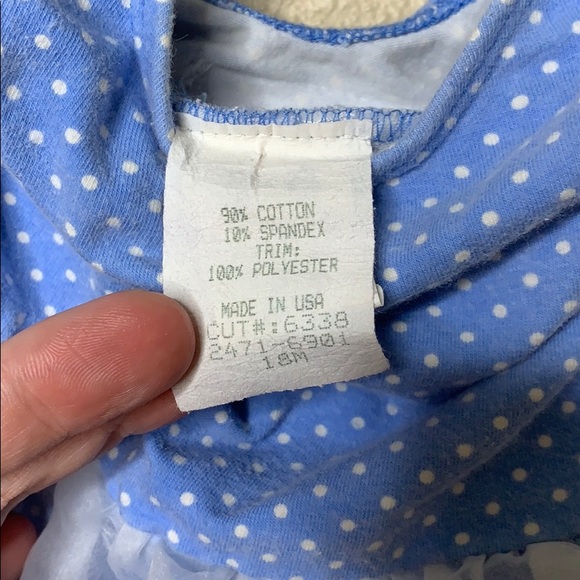 90% COTTON
10% SPANDEX
TRIM:
100% POLYESTER
MADE IN USA
CUT#:6338
2471-6901
18M